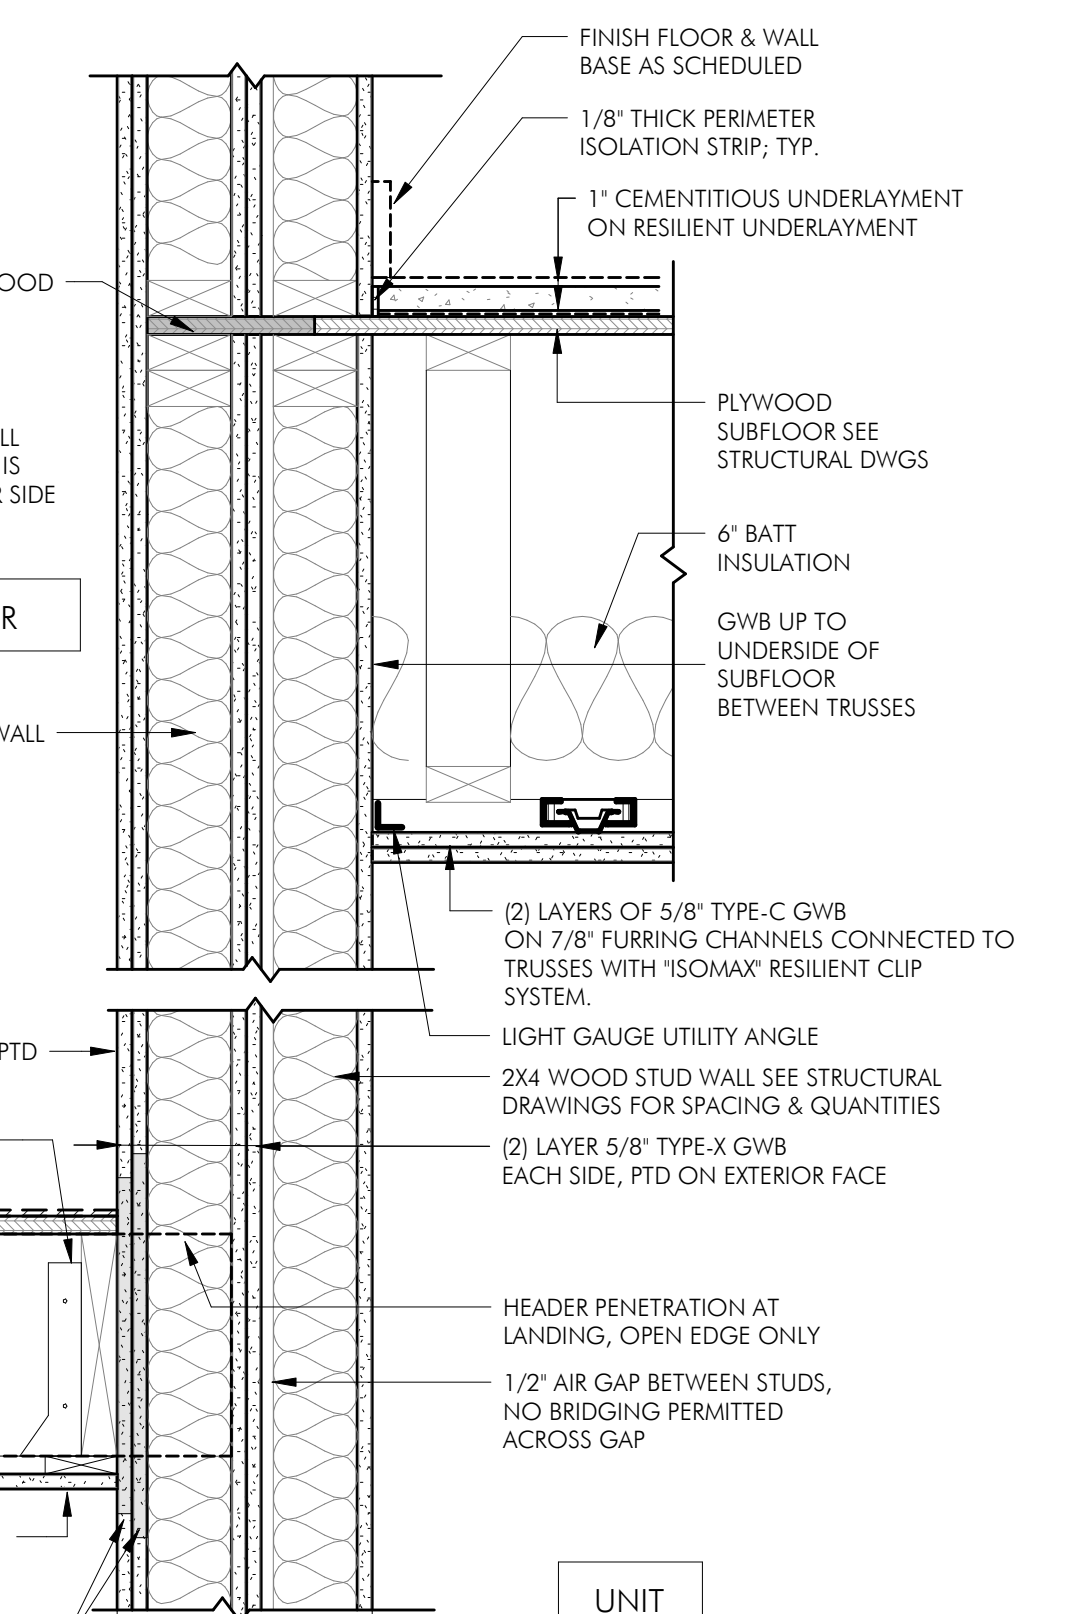 FINISH FLOOR & WALL
BASE AS SCHEDULED
1/8" THICK PERIMETER
ISOLATION STRIP; TYP.
1" CEMENTITIOUS UNDERLAYMENT
ON RESILIENT UNDERLAYMENT
OOD
PLYWOOD
SUBFLOOR SEE
STRUCTURAL DWGS
LL
IS
R SIDE
6" BATT
INSULATION
R
GWB UP TO
UNDERSIDE OF
SUBFLOOR
BETWEEN TRUSSES
WALL
(2) LAYERS OF 5/8" TYPE-C GWB
ON 7/8" FURRING CHANNELS CONNECTED TO
TRUSSES WITH "ISOMAX" RESILIENT CLIP
SYSTEM.
LIGHT GAUGE UTILITY ANGLE
PTD
2X4 WOOD STUD WALL SEE STRUCTURAL
DRAWINGS FOR SPACING & QUANTITIES
(2) LAYER 5/8" TYPE-X GWB
EACH SIDE, PTD ON EXTERIOR FACE
HEADER PENETRATION AT
LANDING, OPEN EDGE ONLY
1/2" AIR GAP BETWEEN STUDS,
NO BRIDGING PERMITTED
ACROSS GAP
UNIT